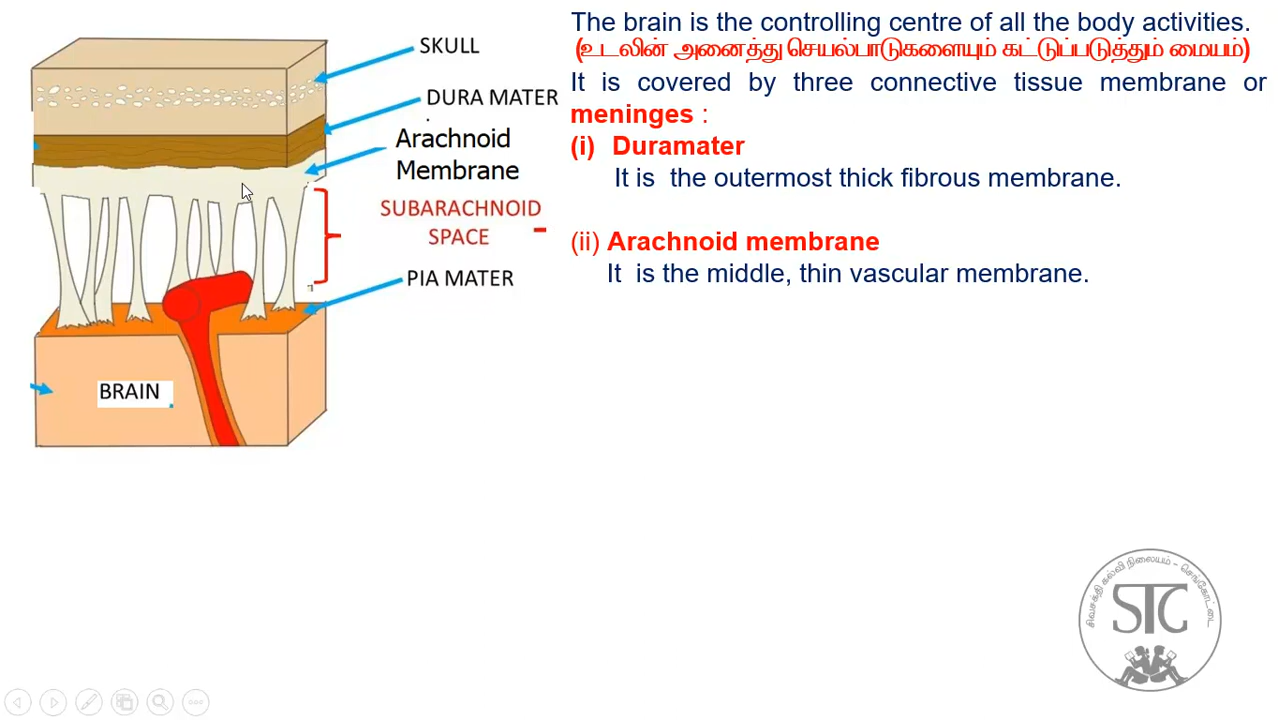 SKULL
DURA MATER
Arachnoid
Membrane
SUBARACHNOID
SPACE
PIA MATER
BRAIN
The brain is the controlling centre of all the body activities.
(உடலின் அனைத்து செயல்பாடுகளையும் கட்டுப்படுத்தும் மையம்)
It is covered by three connective tissue membrane or
meninges :
(i) Duramater
It is the outermost thick fibrous membrane.
(ii) Arachnoid membrane
It is the middle, thin vascular membrane.
சிவசக்தி கல்வி நிலையம் - செங்கோட்டை
STC